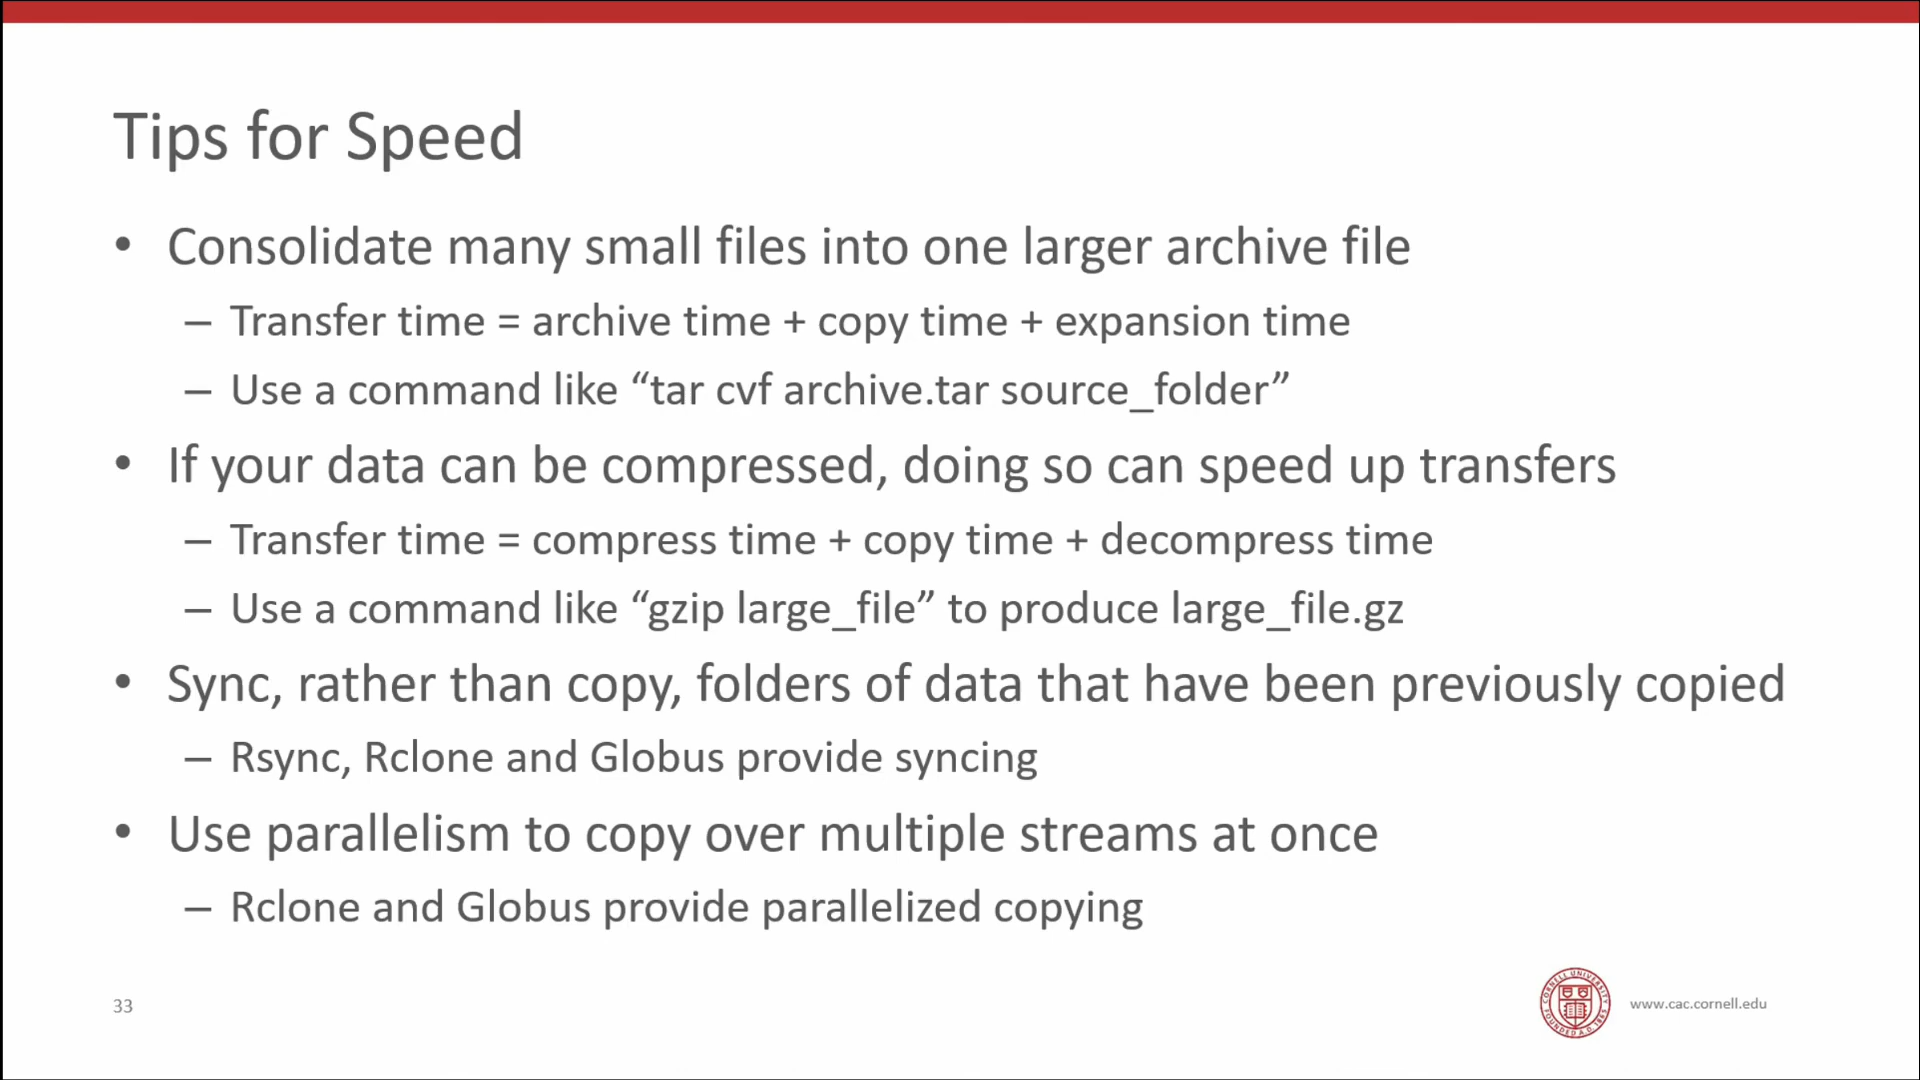 Tips for Speed
• Consolidate many small files into one larger archive file
– Transfer time = archive time + copy time + expansion time
– Use a command like “tar cvf archive.tar source_folder”
• If your data can be compressed, doing so can speed up transfers
– Transfer time = compress time + copy time + decompress time
– Use a command like “gzip large_file” to produce large_file.gz
• Sync, rather than copy, folders of data that have been previously copied
– Rsync, Rclone and Globus provide syncing
• Use parallelism to copy over multiple streams at once
– Rclone and Globus provide parallelized copying
33
CORNELL UNIVERSITY
FOUNDED A.D. 1865
www.cac.cornell.edu